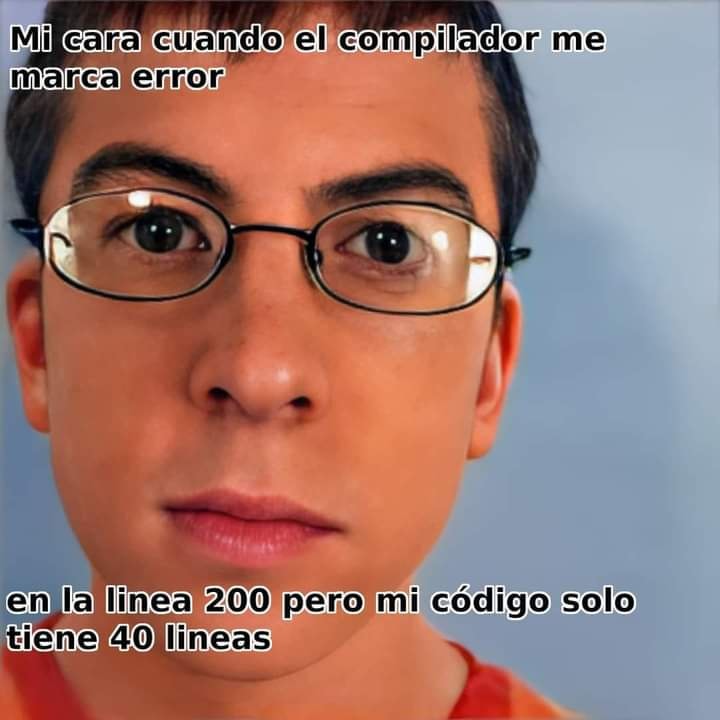 Mi cara cuando el compilador me
marca error
en la linea 200 pero mi código solo
tiene 40 lineas